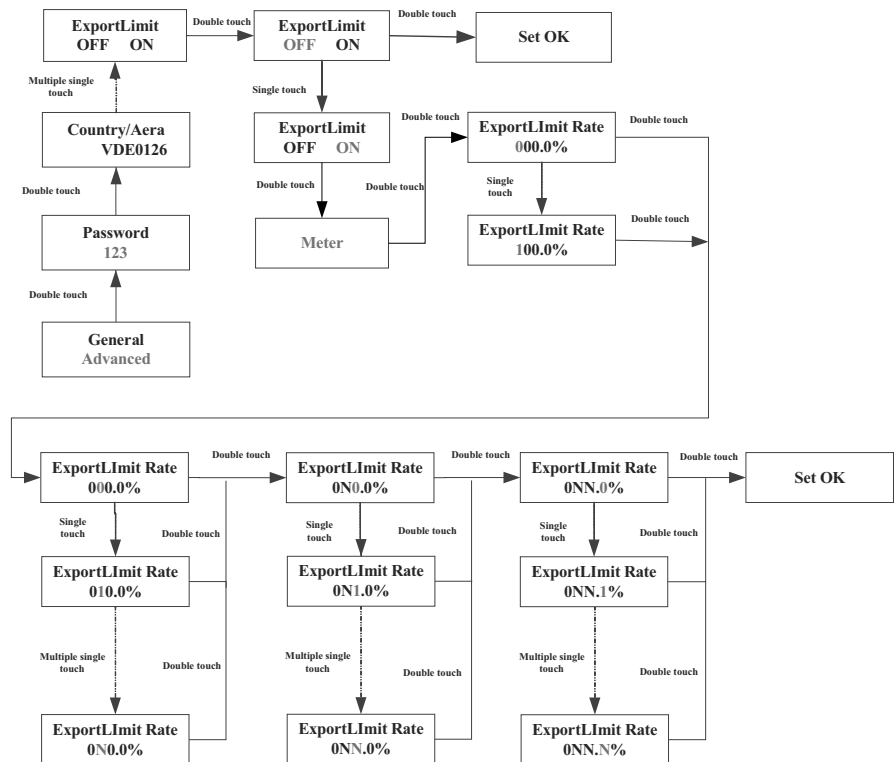 ExportLimit
OFF ON
Double touch
ExportLimit
OFF ON
Double touch
Set OK
Multiple single
touch
Single touch
Country/Aera
VDE0126
ExportLimit
OFF ON
Double touch
ExportLImit Rate
000.0%
Double touch
Double touch
Double touch
Double touch
Single
touch
Password
123
Meter
ExportLImit Rate
100.0%
Double touch
Double touch
General
Advanced
ExportLImit Rate
000.0%
Double touch
ExportLImit Rate
0N0.0%
Double touch
ExportLImit Rate
0NN.0%
Double touch
Set OK
Single
touch
Double touch
Single
touch
Double touch
Single
touch
Double touch
ExportLImit Rate
010.0%
ExportLImit Rate
0N1.0%
ExportLImit Rate
0NN.1%
Multiple single
touch
Double touch
Multiple single
touch
Double touch
Multiple single
touch
Double touch
ExportLImit Rate
0N0.0%
ExportLImit Rate
0NN.0%
ExportLImit Rate
0NN.N%